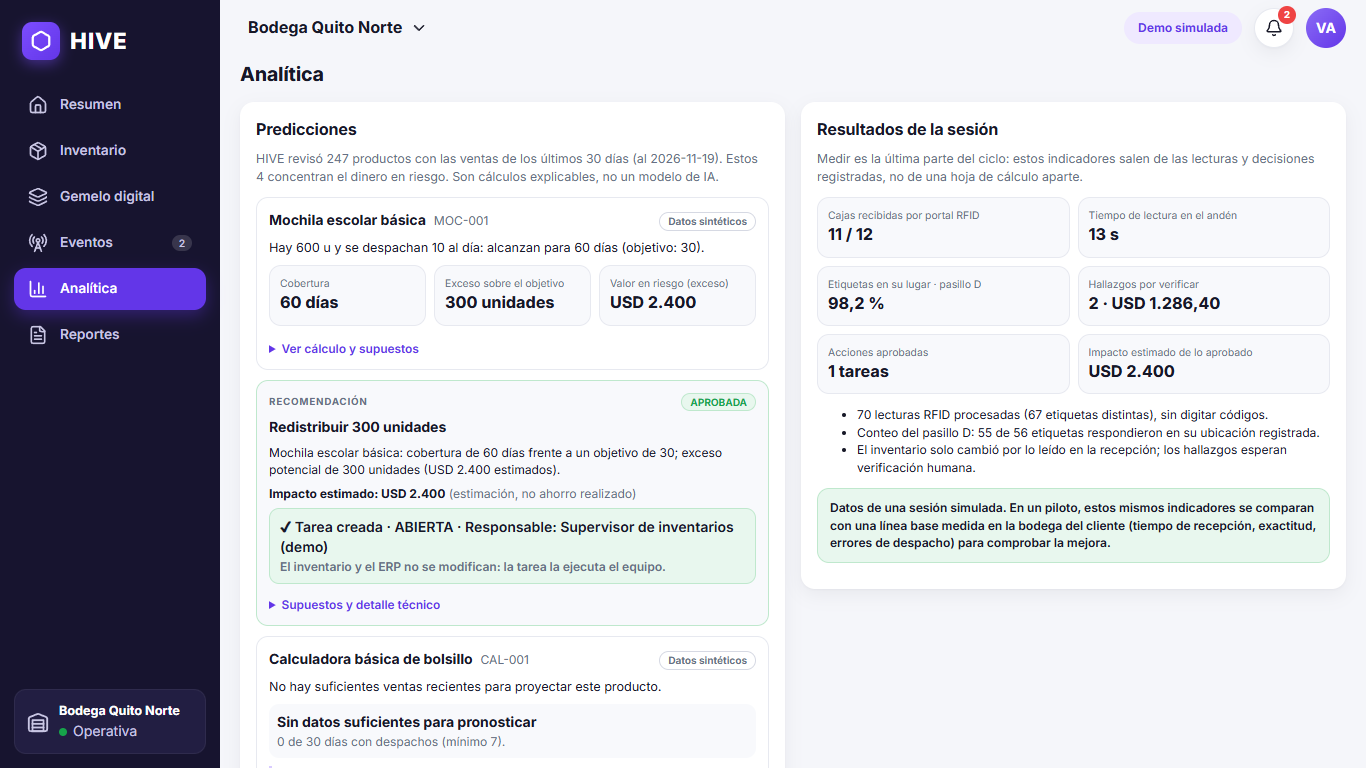 HIVE
Resumen
Inventario
Gemelo digital
Eventos 2
Analítica
Reportes
Bodega Quito Norte
Operativa
Bodega Quito Norte
Demo simulada
2
VA
Analítica
Predicciones
HIVE revisó 247 productos con las ventas de los últimos 30 días (al 2026-11-19). Estos
4 concentran el dinero en riesgo. Son cálculos explicables, no un modelo de IA.
Mochila escolar básica MOC-001 Datos sintéticos
Hay 600 u y se despachan 10 al día: alcanzan para 60 días (objetivo: 30).
Cobertura
60 días
Exceso sobre el objetivo
300 unidades
Valor en riesgo (exceso)
USD 2.400
Ver cálculo y supuestos
RECOMENDACIÓN APROBADA
Redistribuir 300 unidades
Mochila escolar básica: cobertura de 60 días frente a un objetivo de 30; exceso
potencial de 300 unidades (USD 2.400 estimados).
Impacto estimado: USD 2.400 (estimación, no ahorro realizado)
✓ Tarea creada · ABIERTA · Responsable: Supervisor de inventarios
(demo)
El inventario y el ERP no se modifican: la tarea la ejecuta el equipo.
Supuestos y detalle técnico
Calculadora básica de bolsillo CAL-001 Datos sintéticos
No hay suficientes ventas recientes para proyectar este producto.
Sin datos suficientes para pronosticar
0 de 30 días con despachos (mínimo 7).
Resultados de la sesión
Medir es la última parte del ciclo: estos indicadores salen de las lecturas y decisiones
registradas, no de una hoja de cálculo aparte.
Cajas recibidas por portal RFID
11 / 12
Tiempo de lectura en el andén
13 s
Etiquetas en su lugar · pasillo D
98,2 %
Hallazgos por verificar
2 · USD 1.286,40
Acciones aprobadas
1 tareas
Impacto estimado de lo aprobado
USD 2.400
• 70 lecturas RFID procesadas (67 etiquetas distintas), sin digitar códigos.
• Conteo del pasillo D: 55 de 56 etiquetas respondieron en su ubicación registrada.
• El inventario solo cambió por lo leído en la recepción; los hallazgos esperan
verificación humana.
Datos de una sesión simulada. En un piloto, estos mismos indicadores se comparan
con una línea base medida en la bodega del cliente (tiempo de recepción, exactitud,
errores de despacho) para comprobar la mejora.